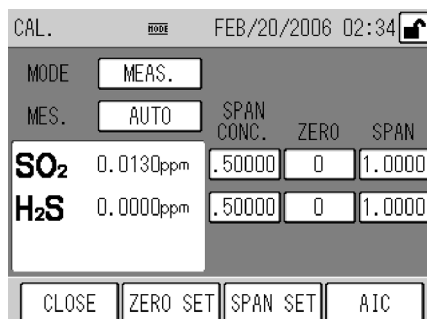 CAL. MODE FEB/20/2006 02:34
MODE MEAS.
MES. AUTO SPAN CONC. ZERO SPAN
SO₂ 0.0130ppm .50000 0 1.0000
H₂S 0.0000ppm .50000 0 1.0000
CLOSE ZERO SET SPAN SET AIC